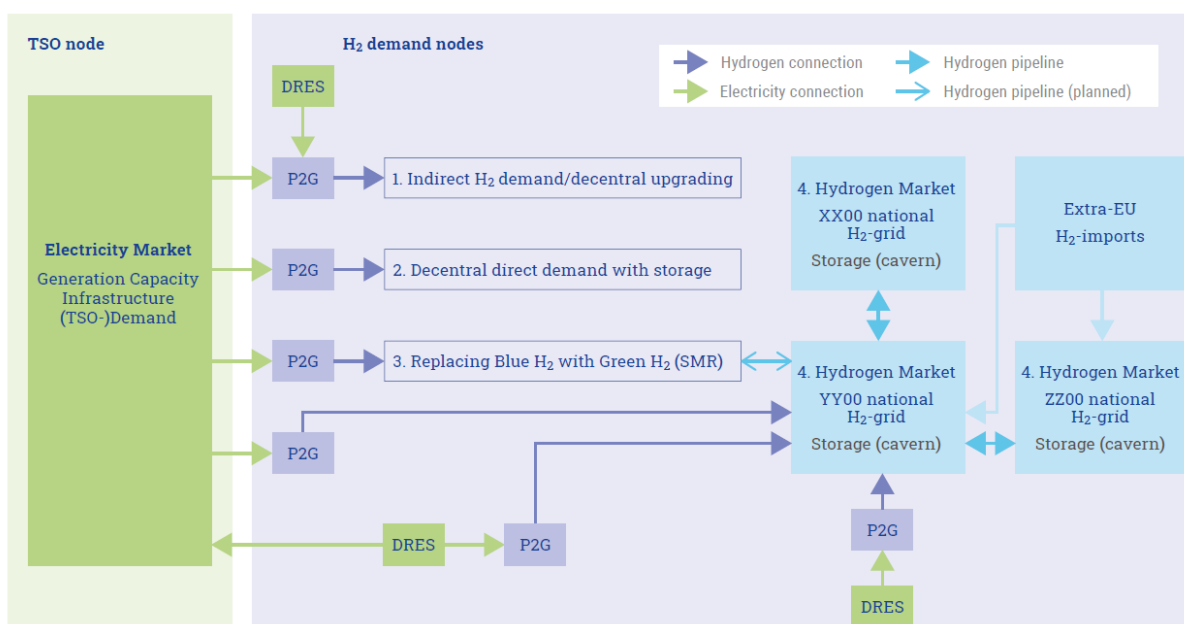 TSO node
H₂ demand nodes
Hydrogen connection
Hydrogen pipeline
Electricity connection
Hydrogen pipeline (planned)
DRES
P2G
1. Indirect H₂ demand/decentral upgrading
Electricity Market
Generation Capacity
Infrastructure
(TSO-)Demand
P2G
2. Decentral direct demand with storage
P2G
3. Replacing Blue H₂ with Green H₂ (SMR)
P2G
DRES
P2G
4. Hydrogen Market
XX00 national
H₂-grid
Storage (cavern)
Extra-EU
H₂-imports
4. Hydrogen Market
YY00 national
H₂-grid
Storage (cavern)
4. Hydrogen Market
ZZ00 national
H₂-grid
Storage (cavern)
P2G
DRES